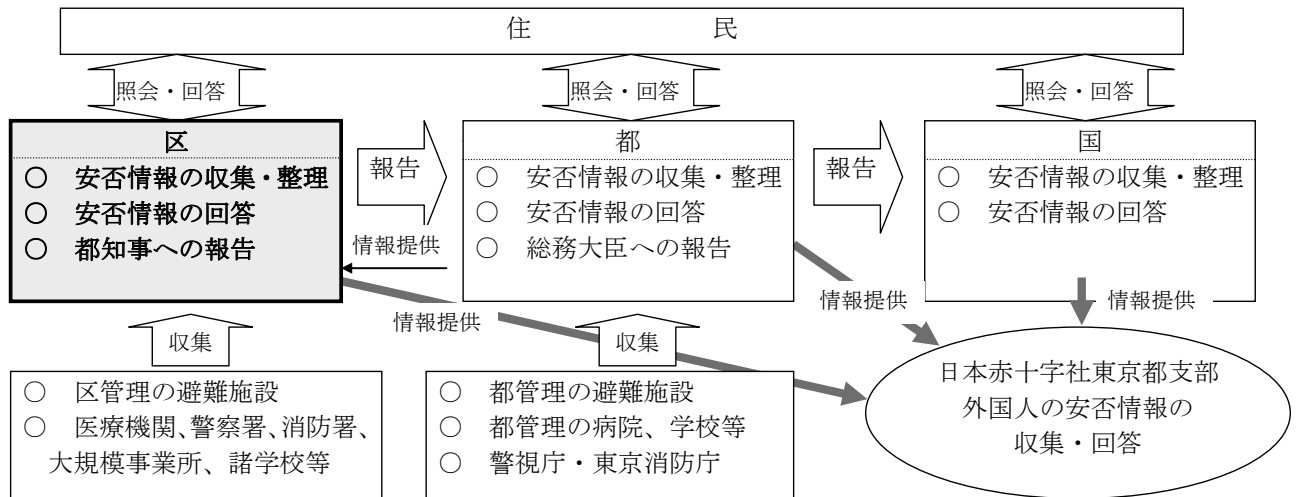 住　民
照会・回答
照会・回答
照会・回答
区
○　安否情報の収集・整理
○　安否情報の回答
○　都知事への報告
報告
情報提供
都
○　安否情報の収集・整理
○　安否情報の回答
○　総務大臣への報告
報告
国
○　安否情報の収集・整理
○　安否情報の回答
情報提供
情報提供
情報提供
収集
収集
○　区管理の避難施設
○　医療機関、警察署、消防署、
大規模事業所、諸学校等
○　都管理の避難施設
○　都管理の病院、学校等
○　警視庁・東京消防庁
日本赤十字社東京都支部
外国人の安否情報の
収集・回答